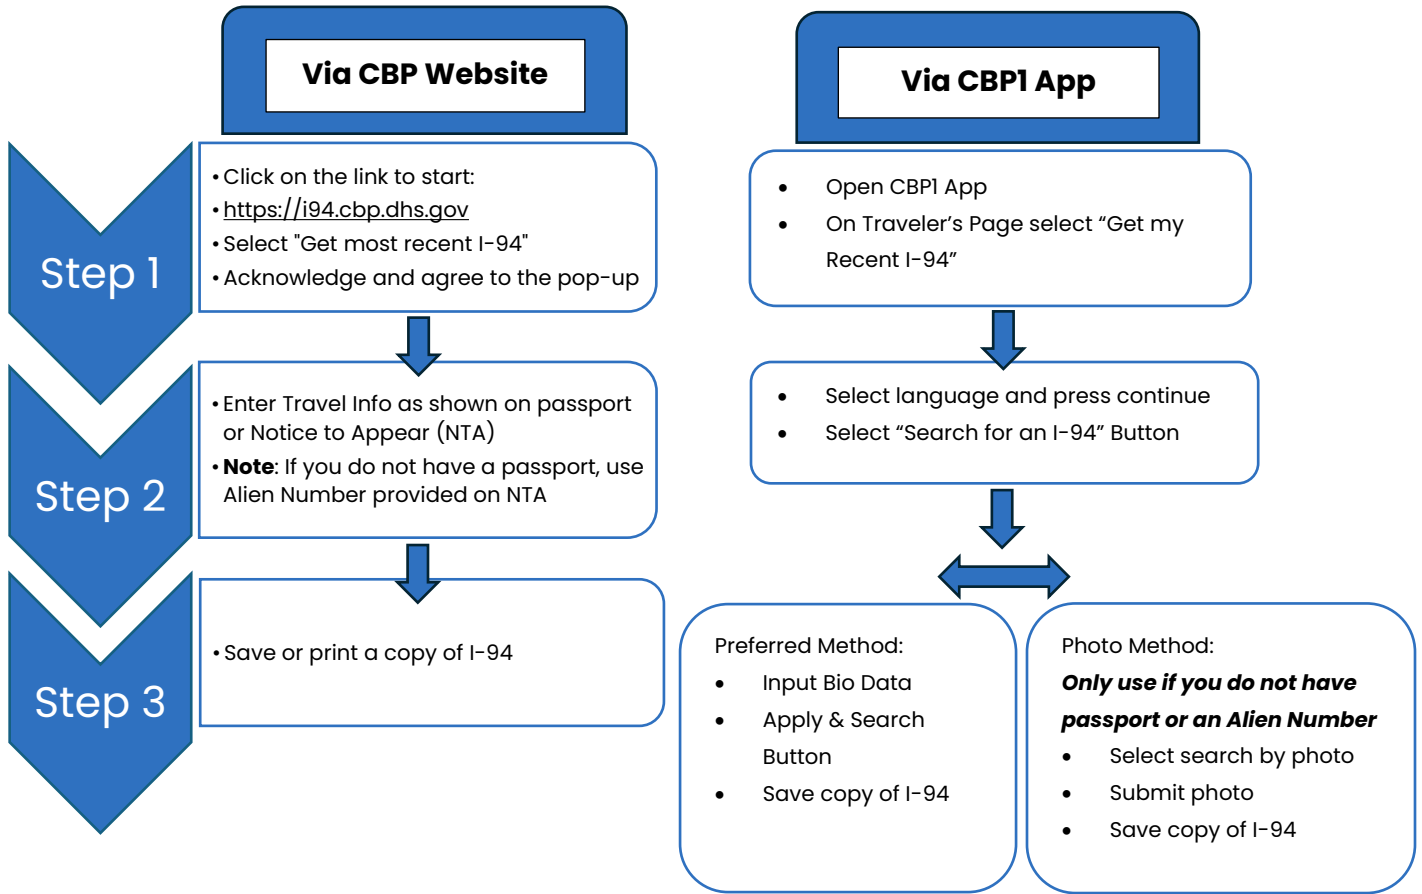 Via CBP Website
Via CBP1 App
Step 1
• Click on the link to start:
• https://i94.cbp.dhs.gov
• Select "Get most recent I-94"
• Acknowledge and agree to the pop-up
• Open CBP1 App
• On Traveler’s Page select “Get my
Recent I-94”
Step 2
• Enter Travel Info as shown on passport
or Notice to Appear (NTA)
• Note: If you do not have a passport, use
Alien Number provided on NTA
• Select language and press continue
• Select “Search for an I-94” Button
Step 3
• Save or print a copy of I-94
Preferred Method:
• Input Bio Data
• Apply & Search
Button
• Save copy of I-94
Photo Method:
Only use if you do not have
passport or an Alien Number
• Select search by photo
• Submit photo
• Save copy of I-94